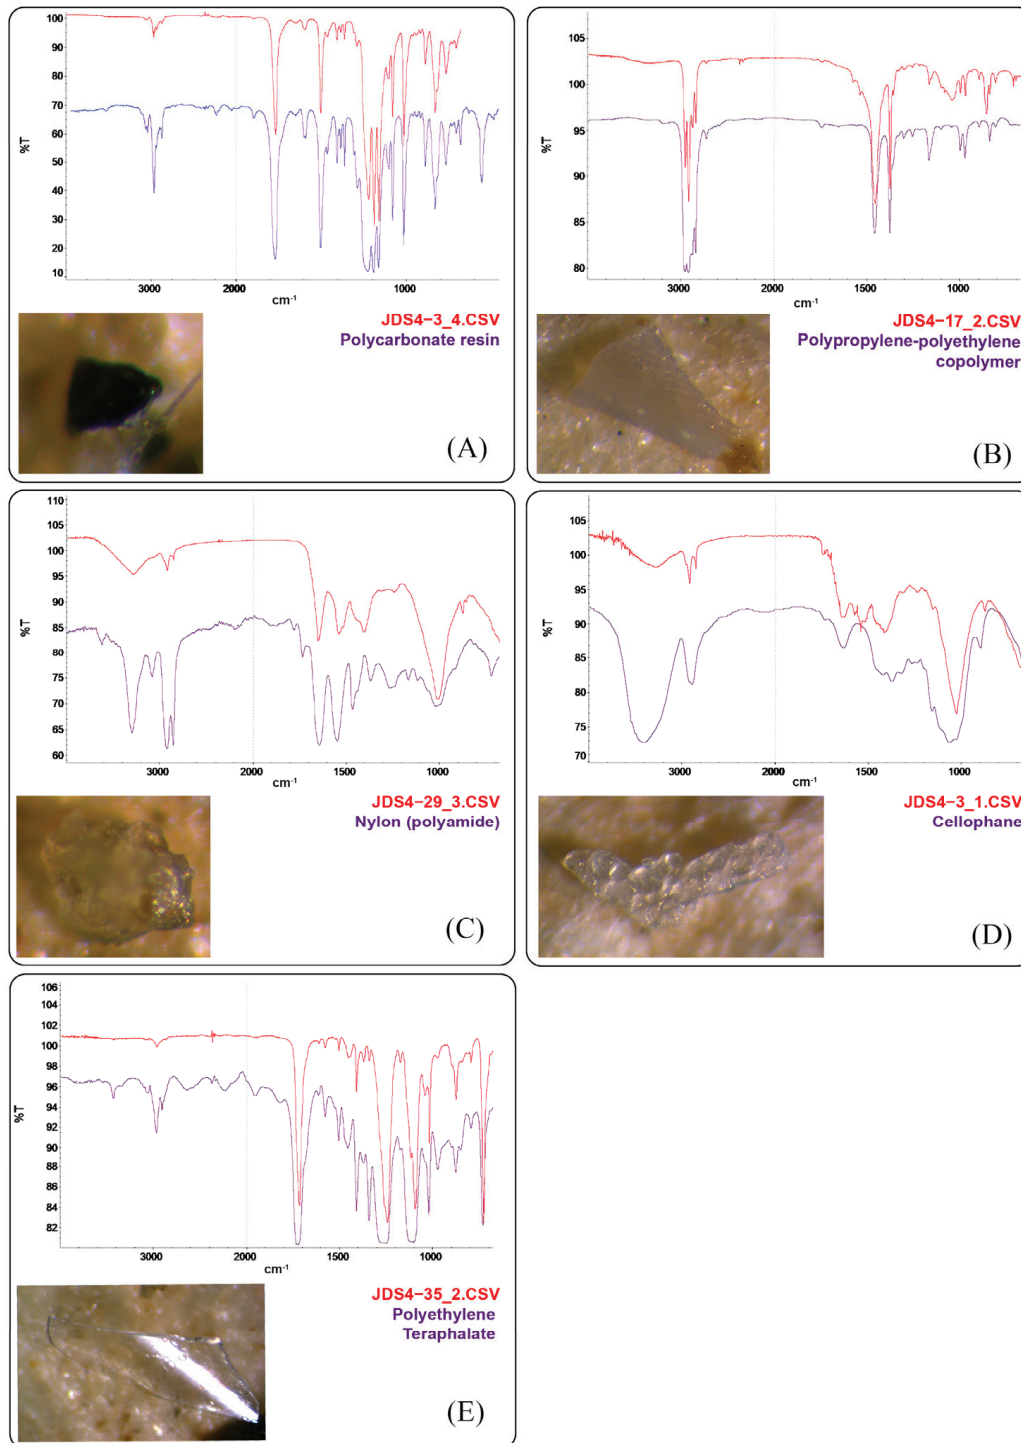 100
90
80
70
60
50
40
30
20
10
%T
3000
2000
1000
cm-1
JDS4-3_4.CSV
Polycarbonate resin
(A)
105
100
95
90
85
80
%T
3000
2000
1000
cm-1
JDS4-17_2.CSV
Polypropylene-polyethylene
copolymer
(B)
110
105
100
95
90
85
80
75
70
65
60
%T
3000
2000
1500
1000
cm-1
JDS4-29_3.CSV
Nylon (polyamide)
(C)
105
100
95
90
85
80
75
70
%T
3000
2000
1500
1000
cm-1
JDS4-3_1.CSV
Cellophane
(D)
106
104
102
100
98
96
94
92
90
88
86
84
82
%T
3000
2000
1500
1000
cm-1
JDS4-35_2.CSV
Polyethylene
Teraphalate
(E)